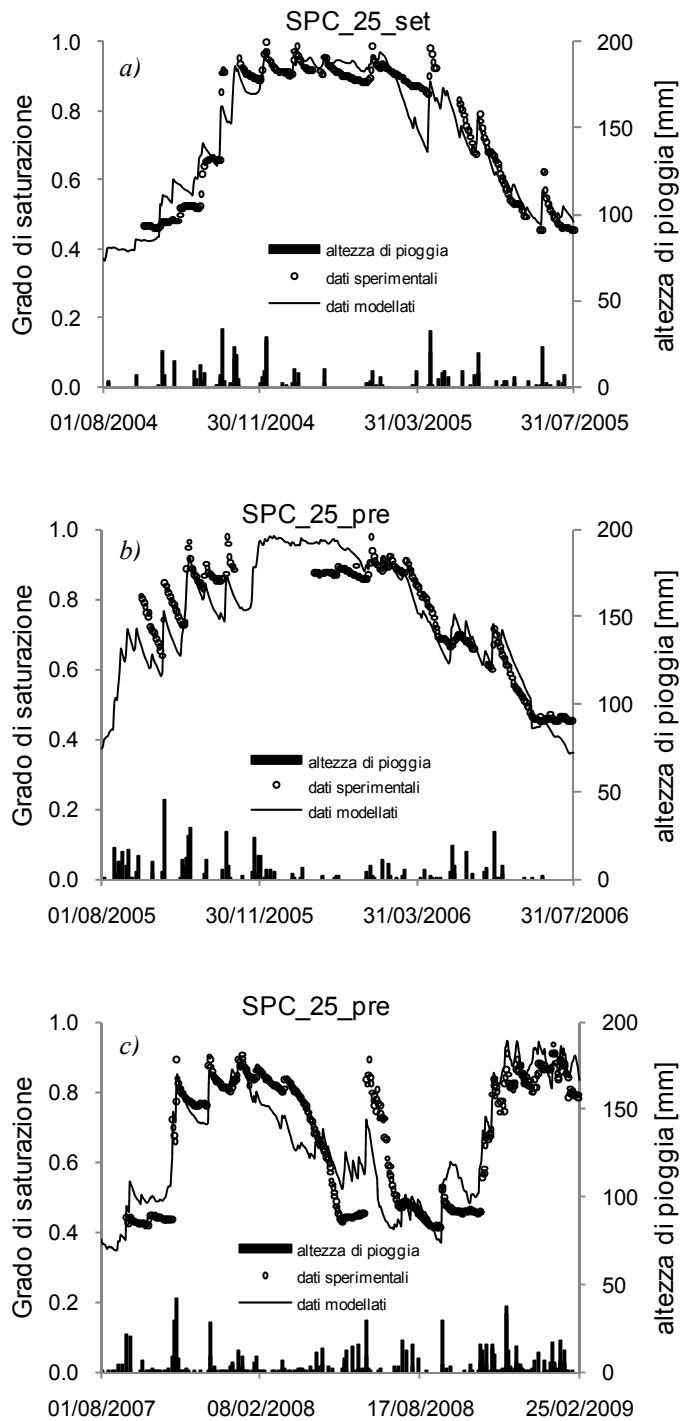 SPC_25_set
a)
Grado di saturazione
1.0
0.8
0.6
0.4
0.2
0.0
altezza di pioggia [mm]
200
150
100
50
0
altezza di pioggia
dati sperimentali
dati modellati
01/08/2004
30/11/2004
31/03/2005
31/07/2005
SPC_25_pre
b)
Grado di saturazione
1.0
0.8
0.6
0.4
0.2
0.0
altezza di pioggia [mm]
200
150
100
50
0
altezza di pioggia
dati sperimentali
dati modellati
01/08/2005
30/11/2005
31/03/2006
31/07/2006
SPC_25_pre
c)
Grado di saturazione
1.0
0.8
0.6
0.4
0.2
0.0
altezza di pioggia [mm]
200
150
100
50
0
altezza di pioggia
dati sperimentali
dati modellati
01/08/2007
08/02/2008
17/08/2008
25/02/2009